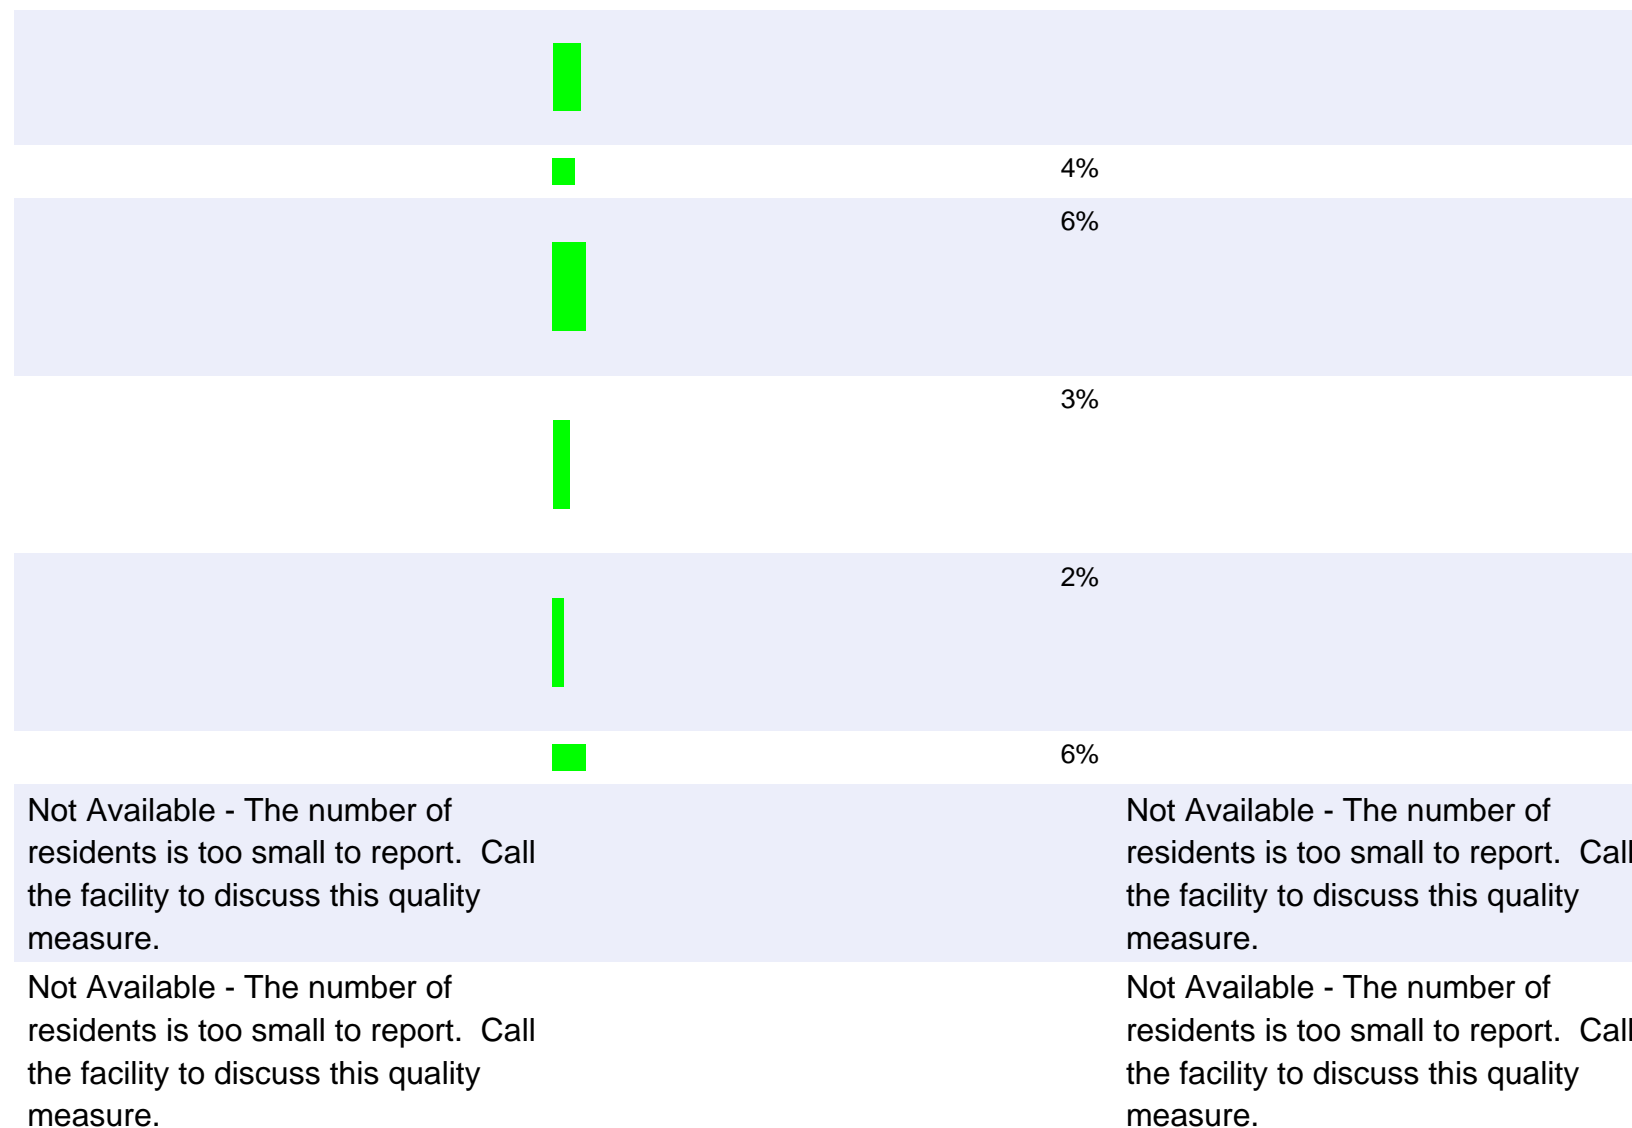 4%
6%
3%
2%
6%
Not Available - The number of
residents is too small to report.  Call
the facility to discuss this quality
measure.
Not Available - The number of
residents is too small to report.  Call
the facility to discuss this quality
measure.
Not Available - The number of
residents is too small to report.  Call
the facility to discuss this quality
measure.
Not Available - The number of
residents is too small to report.  Call
the facility to discuss this quality
measure.